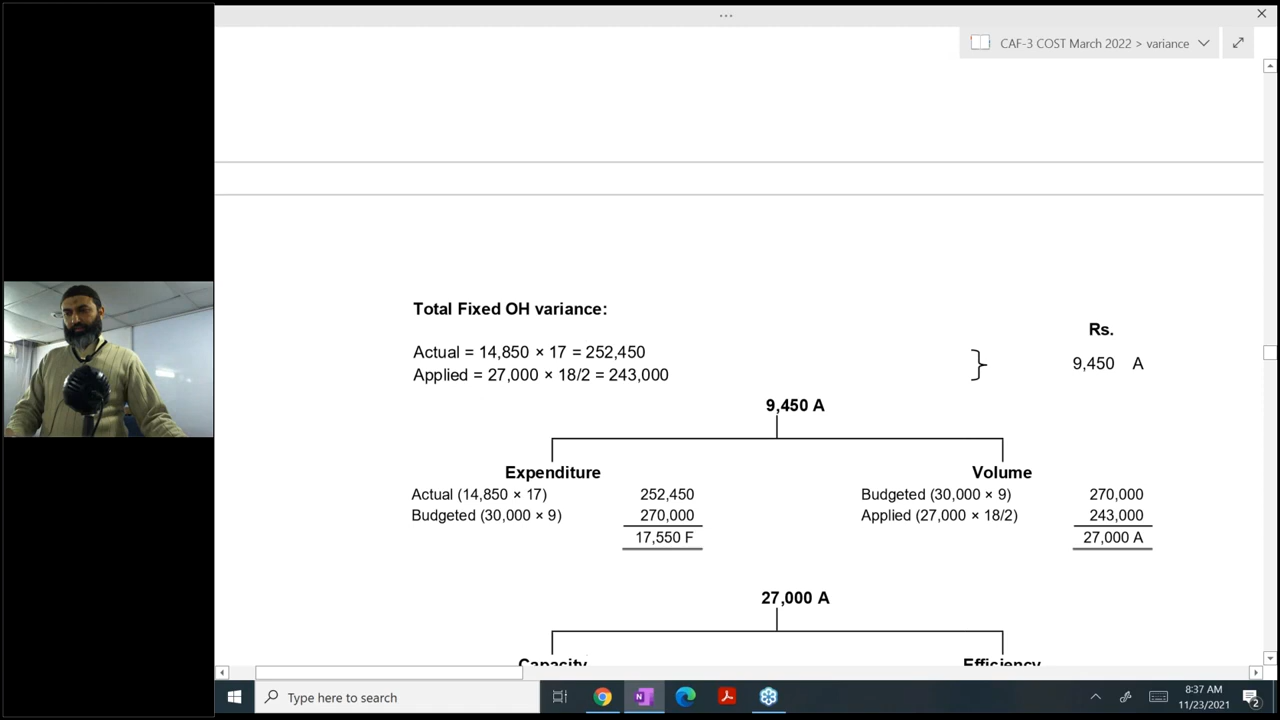 CAF-3 COST March 2022 > variance
Total Fixed OH variance:
Rs.
Actual = 14,850 × 17 = 252,450
Applied = 27,000 × 18/2 = 243,000
9,450 A
9,450 A
Expenditure
Actual (14,850 × 17) 252,450
Budgeted (30,000 × 9) 270,000
17,550 F
Volume
Budgeted (30,000 × 9) 270,000
Applied (27,000 × 18/2) 243,000
27,000 A
27,000 A
Capacity
Efficiency
Type here to search
8:37 AM
11/23/2021
2